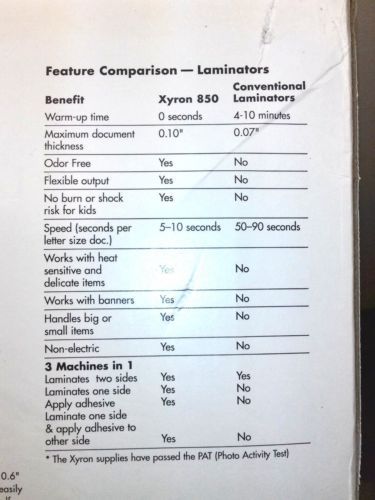 Feature Comparison — Laminators
Benefit Xyron 850 Conventional Laminators
Warm-up time 0 seconds 4-10 minutes
Maximum document 0.10" 0.07"
thickness
Odor Free Yes No
Flexible output Yes No
No burn or shock Yes No
risk for kids
Speed (seconds per 5–10 seconds 50–90 seconds
letter size doc.)
Works with heat
sensitive and Yes No
delicate items
Works with banners Yes No
Handles big or Yes No
small items
Non-electric Yes No
3 Machines in 1
Laminates two sides Yes Yes
Laminates one side Yes No
Apply adhesive Yes No
Laminate one side
& apply adhesive to
other side Yes No
* The Xyron supplies have passed the PAT (Photo Activity Test)
0.6"
easily